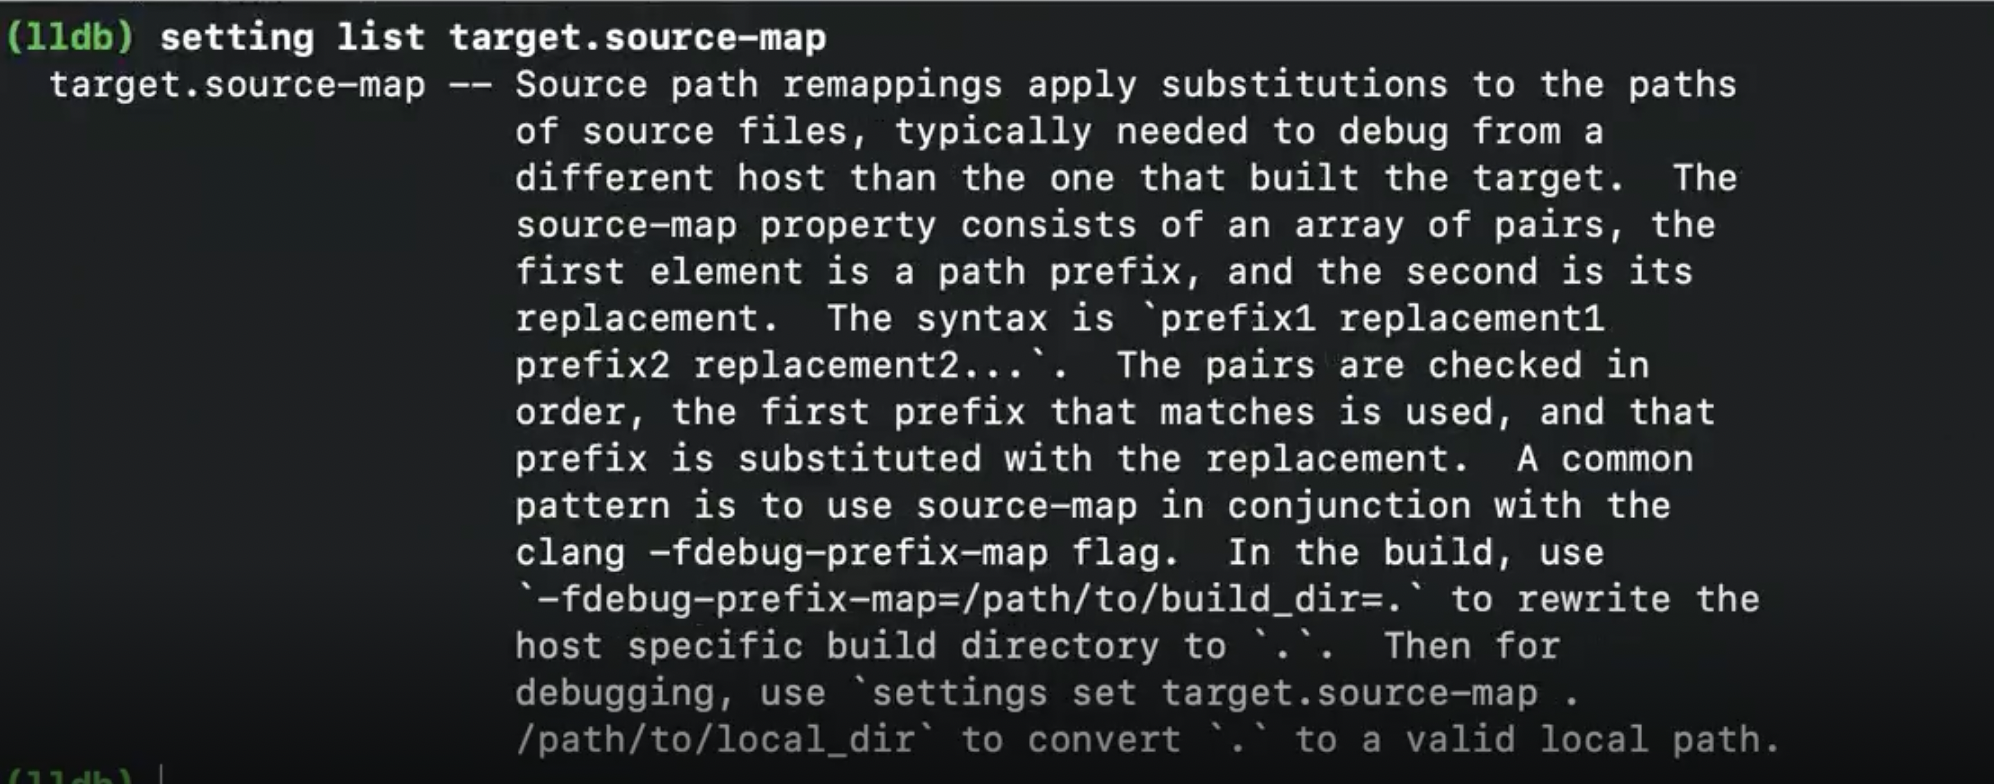 (lldb) setting list target.source-map
target.source-map -- Source path remappings apply substitutions to the paths
of source files, typically needed to debug from a
different host than the one that built the target.  The
source-map property consists of an array of pairs, the
first element is a path prefix, and the second is its
replacement.  The syntax is `prefix1 replacement1
prefix2 replacement2...`.  The pairs are checked in
order, the first prefix that matches is used, and that
prefix is substituted with the replacement.  A common
pattern is to use source-map in conjunction with the
clang -fdebug-prefix-map flag.  In the build, use
`-fdebug-prefix-map=/path/to/build_dir=.` to rewrite the
host specific build directory to `.`.  Then for
debugging, use `settings set target.source-map .
/path/to/local_dir` to convert `.` to a valid local path.
(lldb)